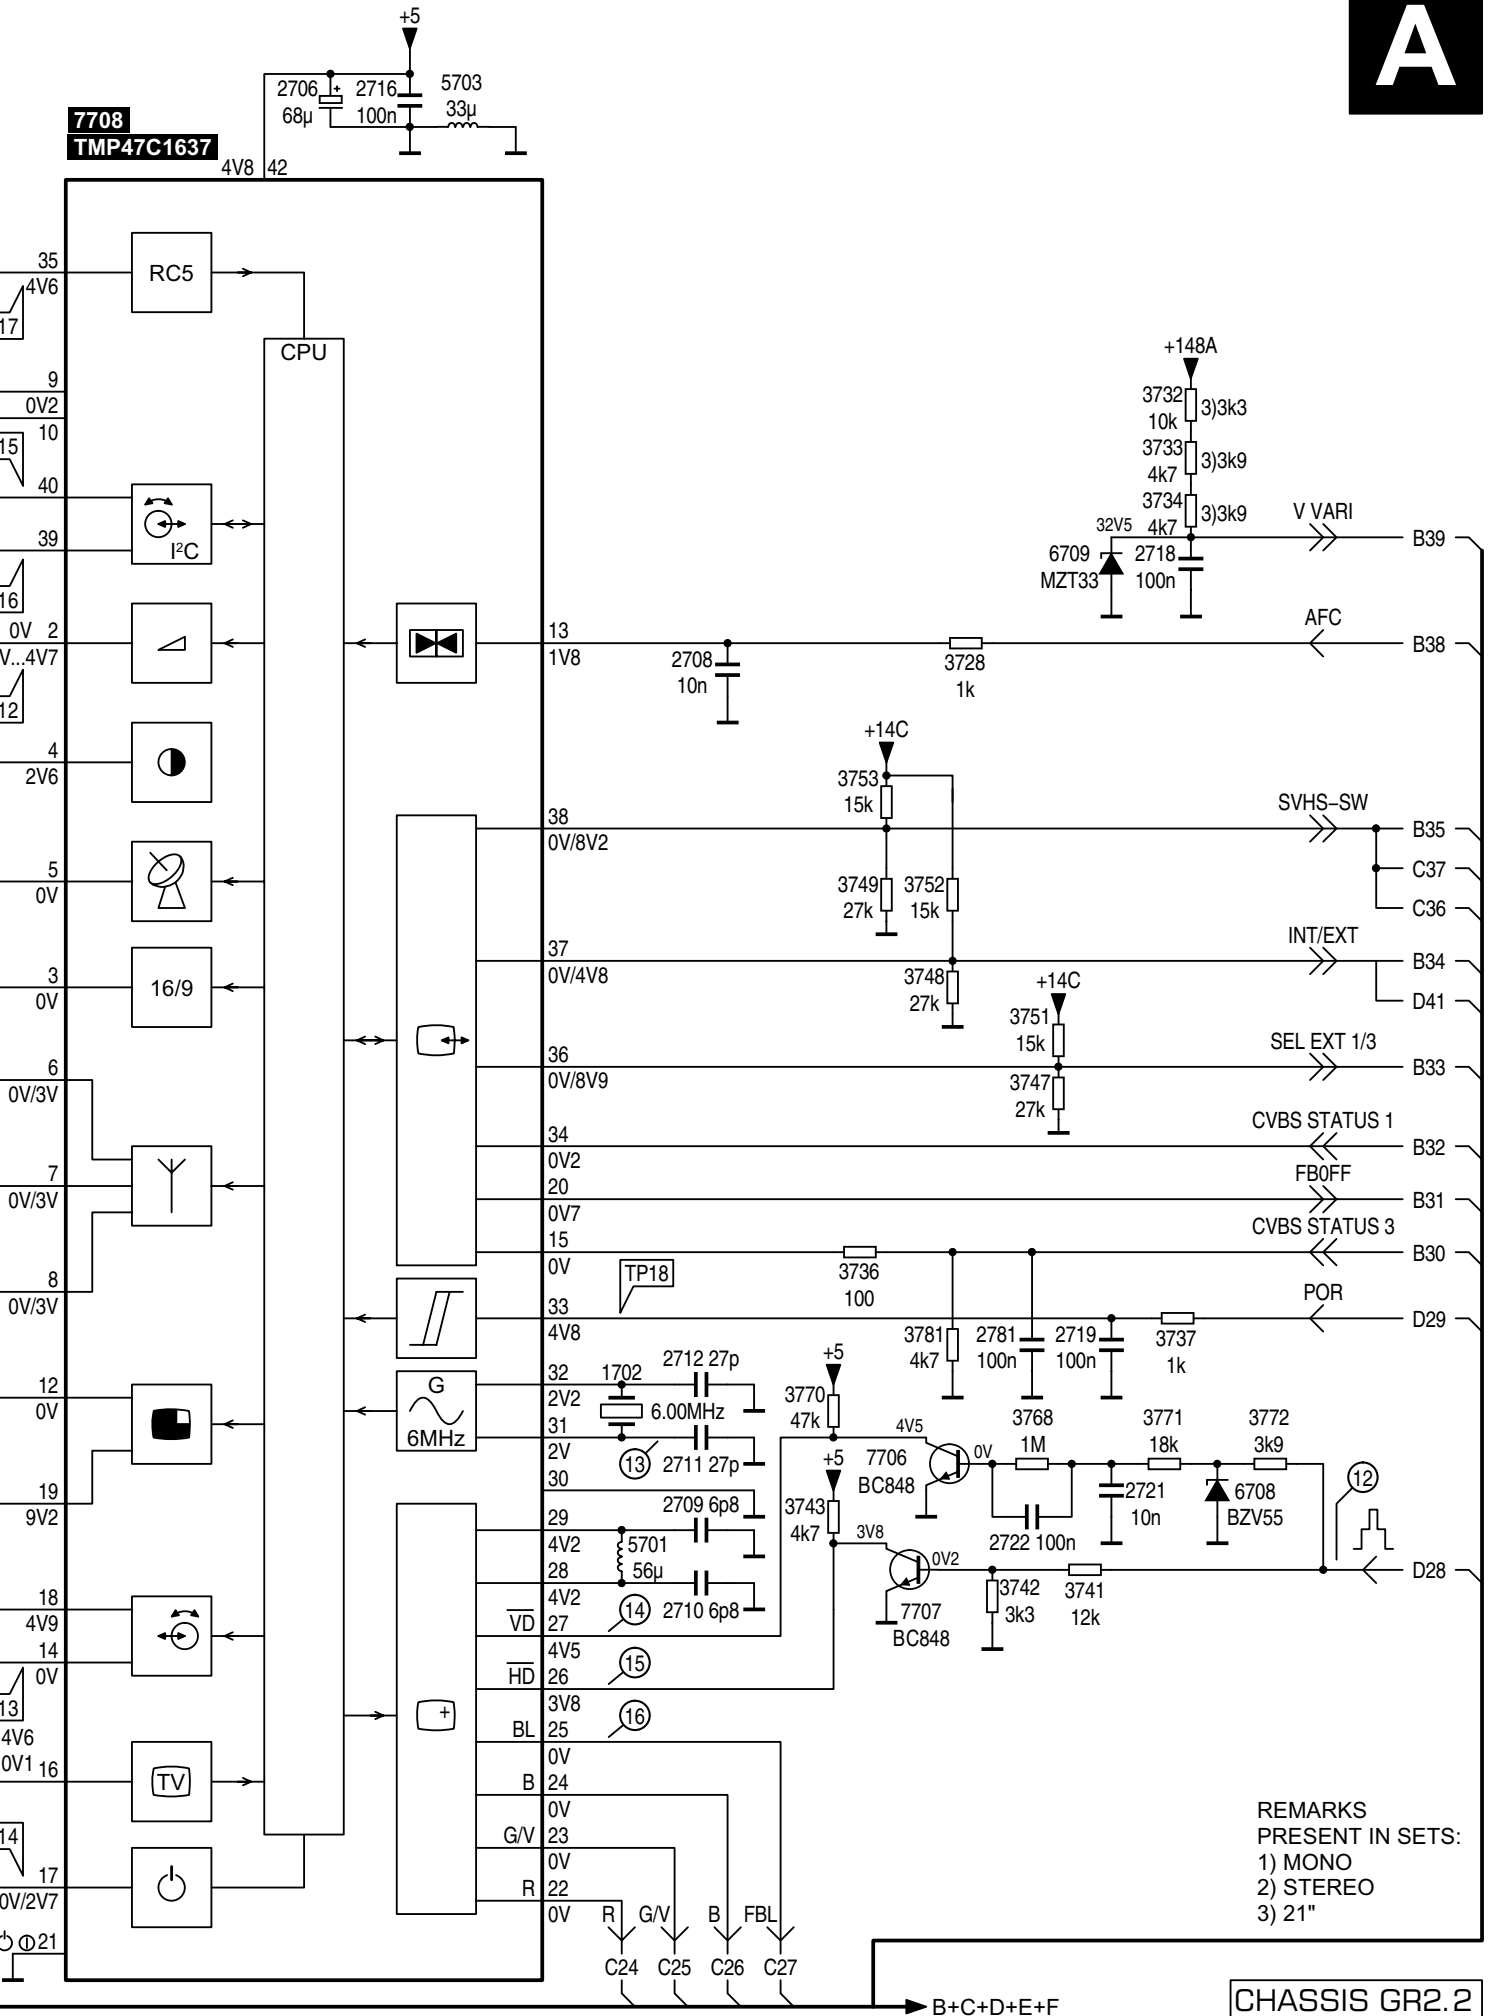 A
+5
2706
68µ
+
2716
100n
5703
33µ
7708
TMP47C1637
4V8
42
35
4V6
17
RC5
CPU
9
0V2
10
15
40
39
I²C
16
0V
2
V...4V7
12
4
2V6
5
0V
3
0V
16/9
6
0V/3V
7
0V/3V
8
0V/3V
12
0V
19
9V2
18
4V9
14
0V
13
4V6
0V1
16
TV
14
17
0V/2V7
21
+148A
3732
10k
3)3k3
3733
4k7
3)3k9
3734
4k7
3)3k9
32V5
6709
MZT33
2718
100n
V VARI
B39
13
1V8
2708
10n
3728
1k
AFC
B38
+14C
3753
15k
38
0V/8V2
SVHS-SW
B35
C37
C36
3749
27k
3752
15k
37
0V/4V8
INT/EXT
B34
D41
3748
27k
+14C
3751
15k
36
0V/8V9
SEL EXT 1/3
B33
3747
27k
34
0V2
CVBS STATUS 1
B32
20
0V7
FB0FF
B31
15
0V
3736
100
CVBS STATUS 3
B30
TP18
33
4V8
POR
D29
3781
4k7
2781
100n
2719
100n
3737
1k
G
6MHz
32
2V2
31
2V
1702
6.00MHz
2712 27p
13
2711 27p
30
+5
3770
47k
4V5
7706
BC848
0V
3768
1M
3771
18k
3772
3k9
2722 100n
2721
10n
6708
BZV55
12
29
4V2
2709 6p8
5701
56µ
28
4V2
2710 6p8
+5
3743
4k7
3V8
7707
BC848
0V2
3742
3k3
3741
12k
D28
VD
27
4V5
14
HD
26
3V8
15
BL
25
0V
16
B
24
0V
G/V
23
0V
R
22
0V
+
R
G/V
B
FBL
C24
C25
C26
C27
REMARKS
PRESENT IN SETS:
1) MONO
2) STEREO
3) 21"
B+C+D+E+F
CHASSIS GR2.2